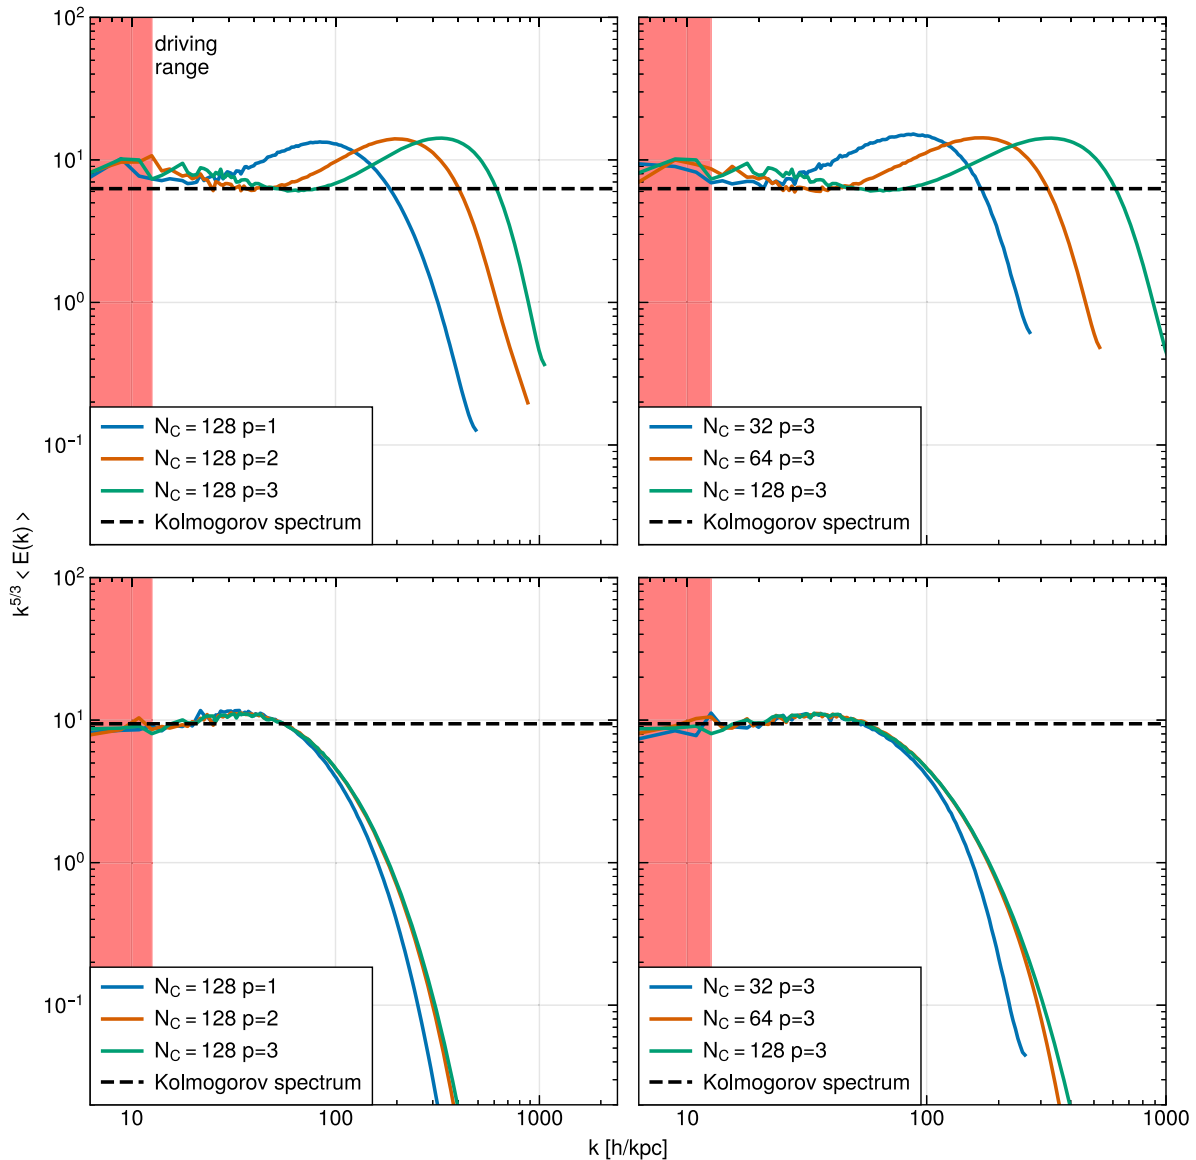 10²
driving
range
10¹
10⁰
10⁻¹
N_C = 128 p=1
N_C = 128 p=2
N_C = 128 p=3
Kolmogorov spectrum
N_C = 32 p=3
N_C = 64 p=3
N_C = 128 p=3
Kolmogorov spectrum
k^5/3 < E(k) >
10²
10¹
10⁰
10⁻¹
N_C = 128 p=1
N_C = 128 p=2
N_C = 128 p=3
Kolmogorov spectrum
N_C = 32 p=3
N_C = 64 p=3
N_C = 128 p=3
Kolmogorov spectrum
10 100 1000
10 100 1000
k [h/kpc]